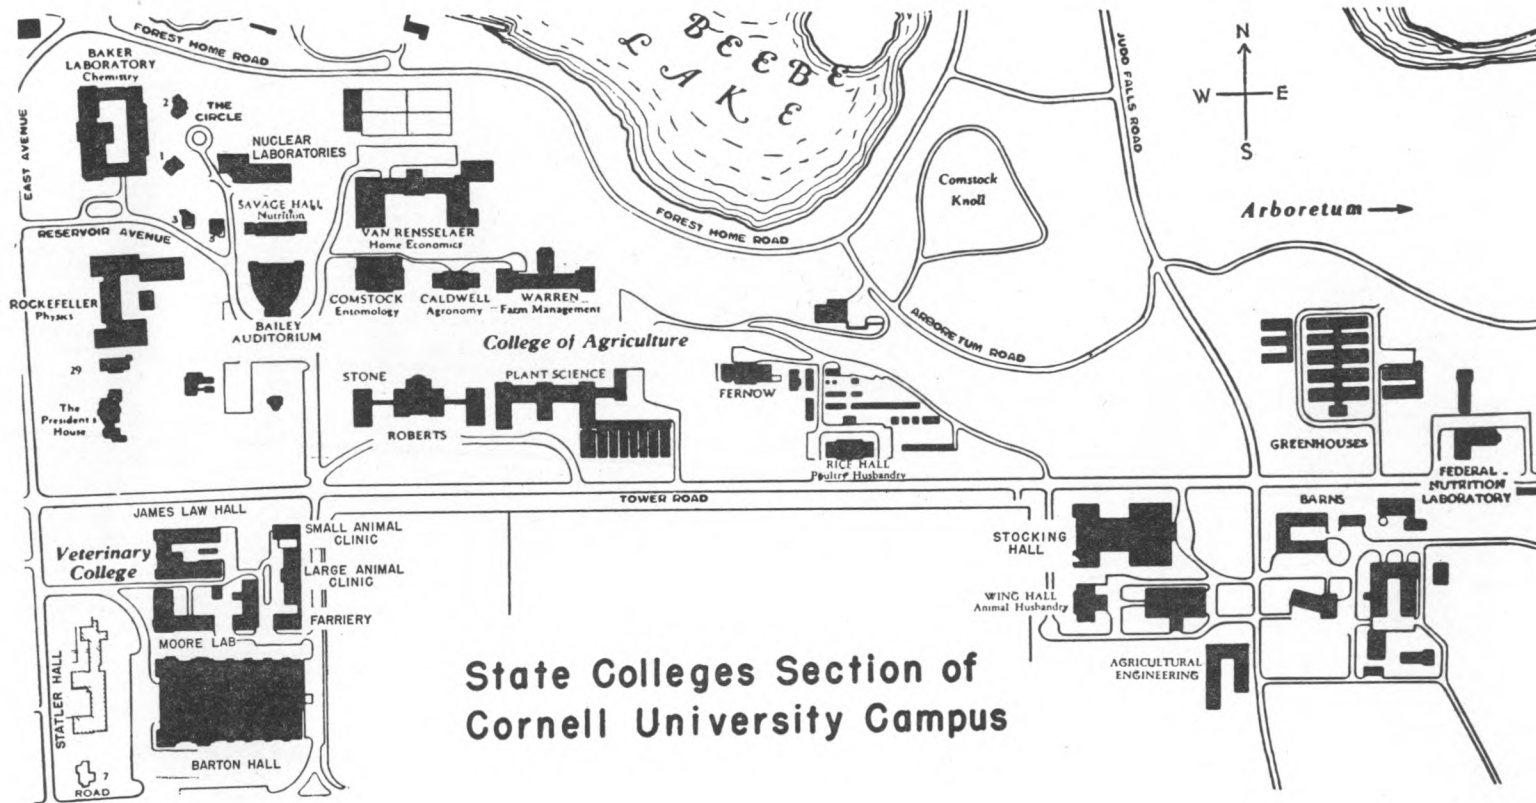 FOREST HOME ROAD
BEEBE
LAKE
JUDD FALLS ROAD
N
W E
S
BAKER
LABORATORY
Chemistry
EAST AVENUE
2
THE
CIRCLE
1
NUCLEAR
LABORATORIES
Comstock
Knoll
Arboretum
3
5
SAVAGE HALL
Nutrition
RESERVOIR AVENUE
VAN RENSSELAER
Home Economics
FOREST HOME ROAD
ROCKEFELLER
Physics
COMSTOCK
Entomology
CALDWELL
Agronomy
WARREN
Farm Management
BAILEY
AUDITORIUM
ARBORETUM ROAD
College of Agriculture
29
The
President s
House
STONE
ROBERTS
PLANT SCIENCE
FERNOW
RICE HALL
Poultry Husbandry
GREENHOUSES
FEDERAL
NUTRITION
LABORATORY
TOWER ROAD
BARNS
JAMES LAW HALL
SMALL ANIMAL
CLINIC
Veterinary
College
LARGE ANIMAL
CLINIC
STOCKING
HALL
WING HALL
Animal Husbandry
FARRIERY
MOORE LAB
STATLER HALL
AGRICULTURAL
ENGINEERING
State Colleges Section of
Cornell University Campus
BARTON HALL
7
ROAD